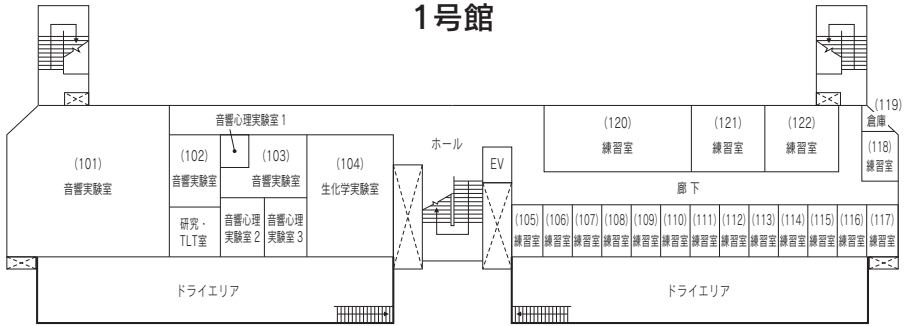 1号館
音響心理実験室1
(101)
音響実験室
(102)
音響実験室
(103)
音響実験室
(104)
生化学実験室
研究・
TLT室
音響心理
実験室2
音響心理
実験室3
ホール
EV
(120)
練習室
(121)
練習室
(122)
練習室
(119)
倉庫
(118)
練習室
廊下
(105)
練習室
(106)
練習室
(107)
練習室
(108)
練習室
(109)
練習室
(110)
練習室
(111)
練習室
(112)
練習室
(113)
練習室
(114)
練習室
(115)
練習室
(116)
練習室
(117)
練習室
ドライエリア
ドライエリア